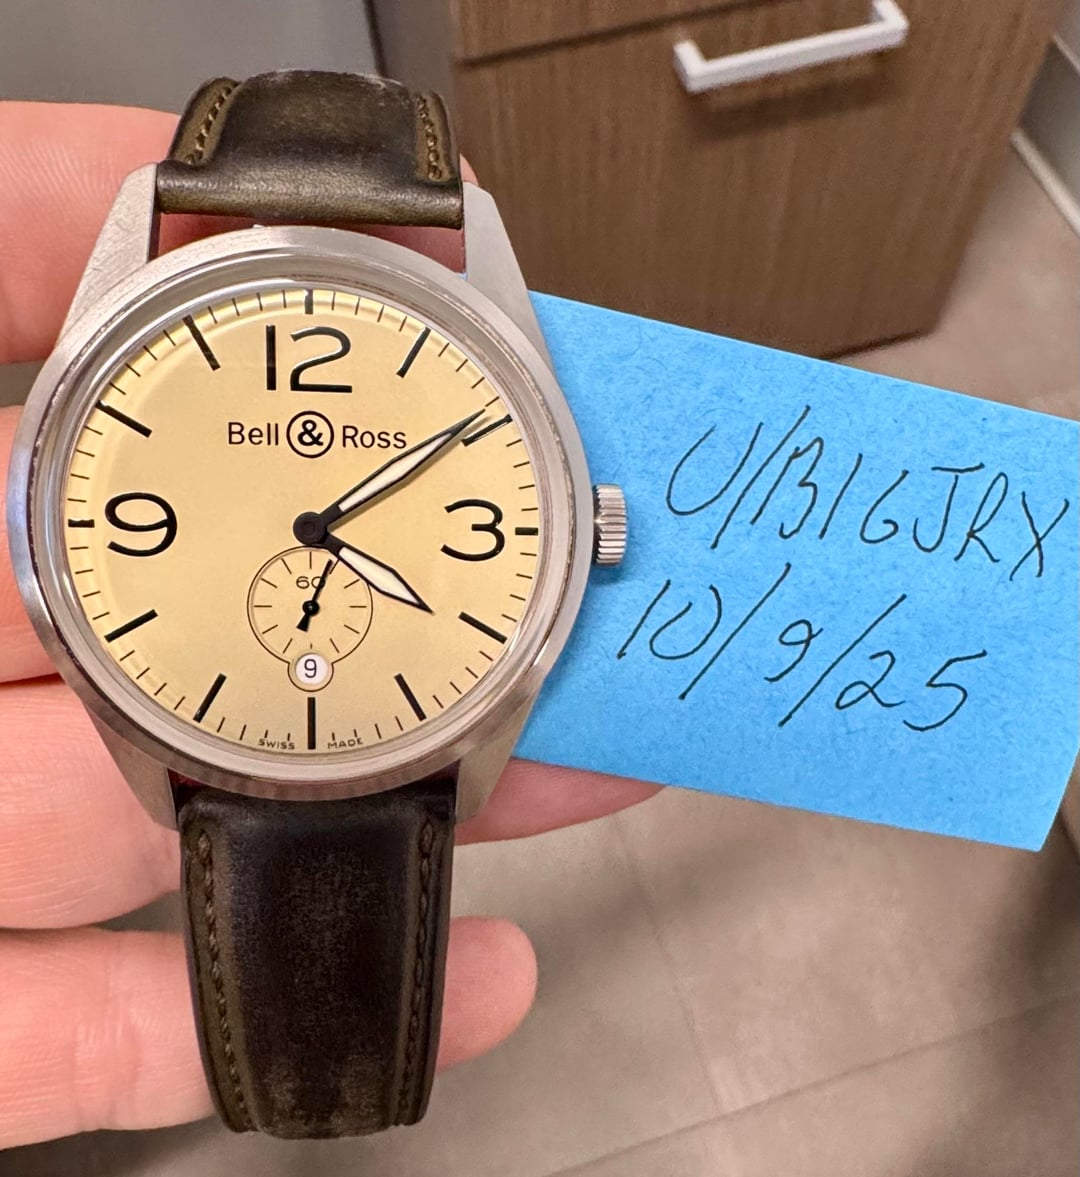 12
Bell & Ross
9
3
60
9
SWISS MADE
U/B16JRX
10/9/25